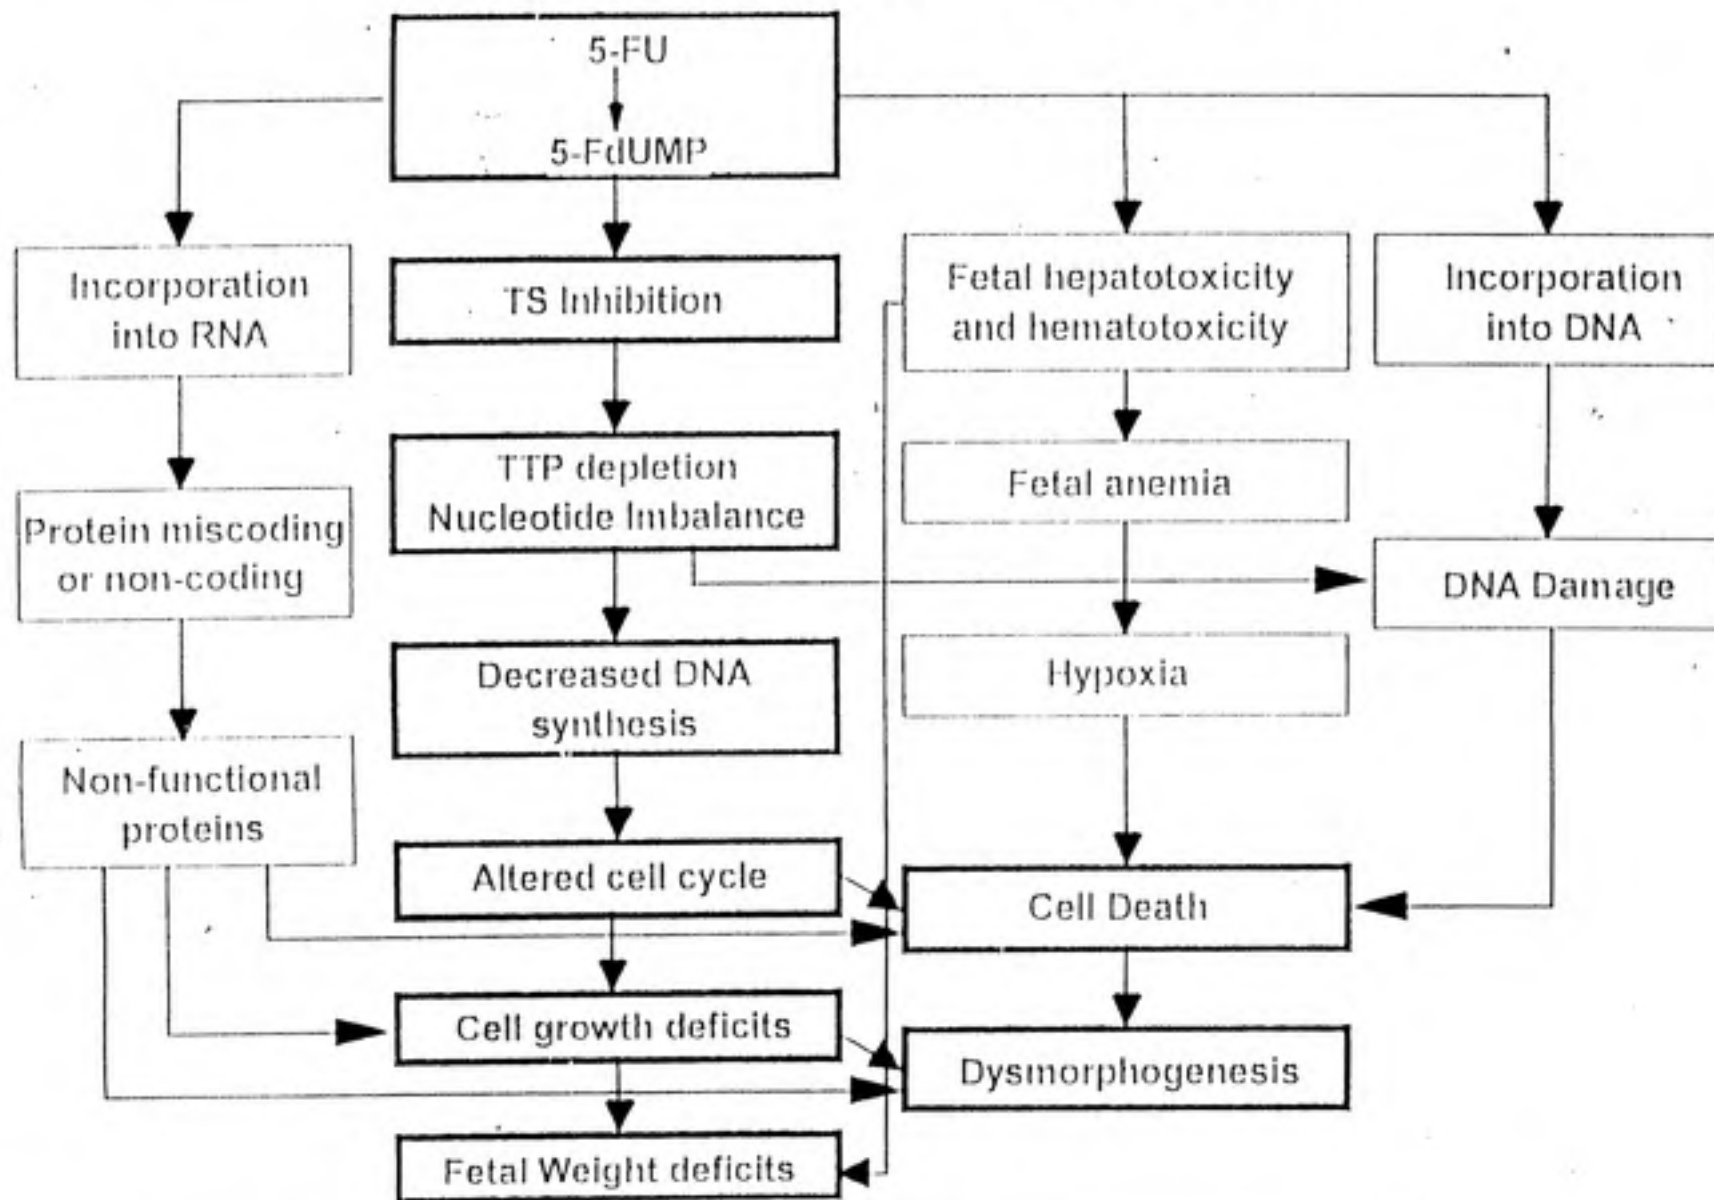 5-FU
5-FdUMP
Incorporation
into RNA
TS Inhibition
Fetal hepatotoxicity
and hematotoxicity
Incorporation
into DNA
TTP depletion
Nucleotide Imbalance
Fetal anemia
Protein miscoding
or non-coding
DNA Damage
Decreased DNA
synthesis
Hypoxia
Non-functional
proteins
Altered cell cycle
Cell Death
Cell growth deficits
Dysmorphogenesis
Fetal Weight deficits